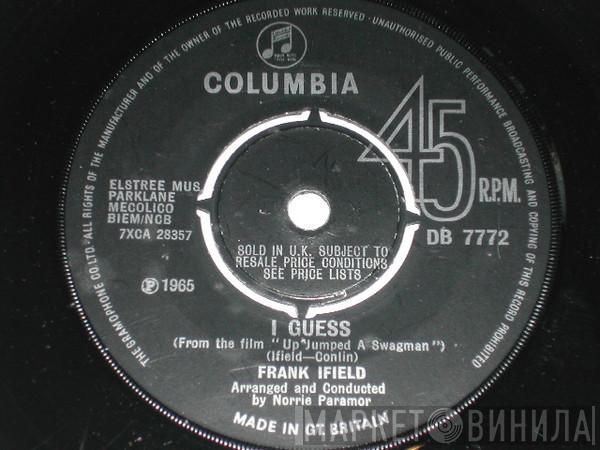 THE GRAMOPHONE CO. LTD.-ALL RIGHTS OF THE MANUFACTURER AND OF THE OWNER OF THE RECORDED WORK RESERVED · UNAUTHORISED PUBLIC PERFORMANCE BROADCASTING AND COPYING OF THIS RECORD PROHIBITED
COLUMBIA
45
R.P.M.
ELSTREE MUS
PARKLANE
MECOLICO
BIEM/NCB
7XCA 28357
DB 7772
SOLD IN U.K. SUBJECT TO
RESALE PRICE CONDITIONS,
SEE PRICE LISTS
Ⓟ 1965
I GUESS
(From the film "Up Jumped A Swagman")
(Ifield—Conlin)
FRANK IFIELD
Arranged and Conducted
by Norrie Paramor
MADE IN GT. BRITAIN
МАРКЕТ ВИНИЛА